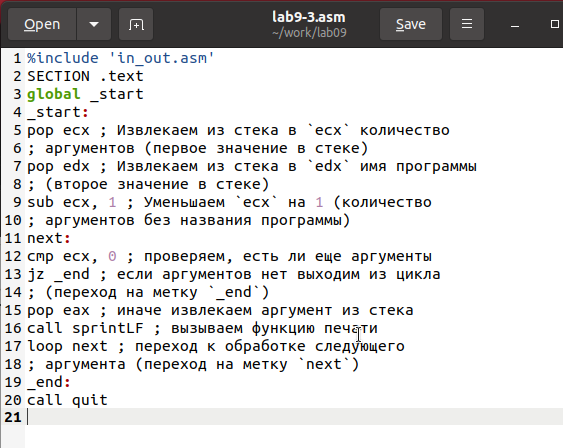 Open
lab9-3.asm
~/work/lab09
Save
1 %include 'in_out.asm'
2 SECTION .text
3 global _start
4 _start:
5 pop ecx ; Извлекаем из стека в `ecx` количество
6 ; аргументов (первое значение в стеке)
7 pop edx ; Извлекаем из стека в `edx` имя программы
8 ; (второе значение в стеке)
9 sub ecx, 1 ; Уменьшаем `ecx` на 1 (количество
10 ; аргументов без названия программы)
11 next:
12 cmp ecx, 0 ; проверяем, есть ли еще аргументы
13 jz _end ; если аргументов нет выходим из цикла
14 ; (переход на метку `_end`)
15 pop eax ; иначе извлекаем аргумент из стека
16 call sprintLF ; вызываем функцию печати
17 loop next ; переход к обработке следующего
18 ; аргумента (переход на метку `next`)
19 _end:
20 call quit
21